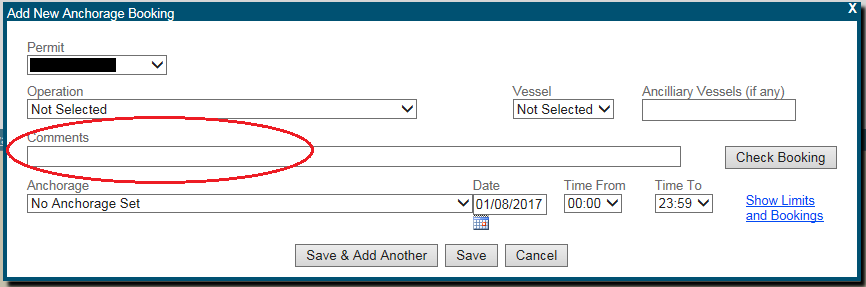 Add New Anchorage Booking X
Permit
Operation Vessel Ancilliary Vessels (if any)
Not Selected Not Selected
Comments
Check Booking
Anchorage Date Time From Time To
No Anchorage Set 01/08/2017 00:00 23:59 Show Limits
and Bookings
Save & Add Another Save Cancel